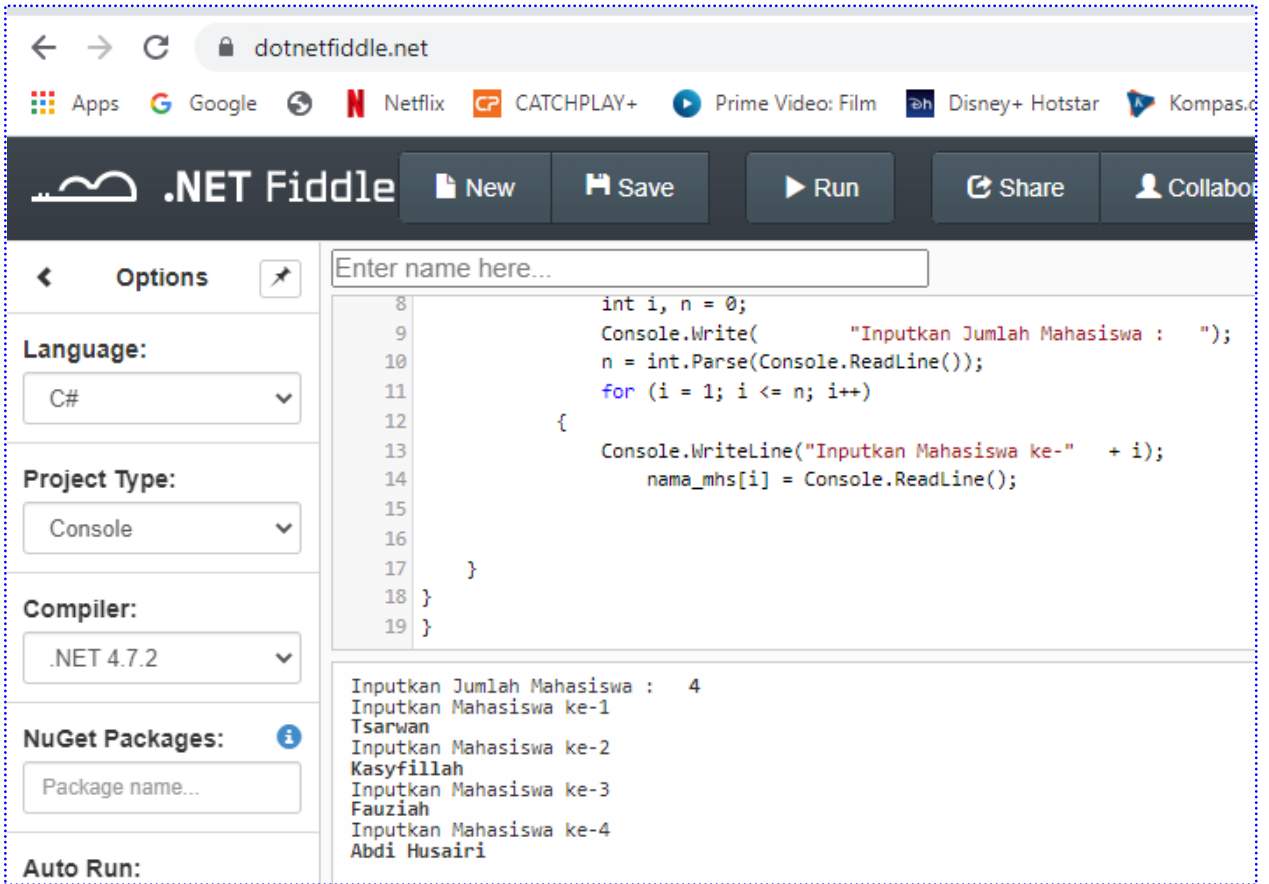 dotnetfiddle.net
Apps Google Netflix CP CATCHPLAY+ Prime Video: Film Disney+ Hotstar Kompas.c
.NET Fiddle New Save Run Share Collabo
Options
Enter name here...
Language:
C#
Project Type:
Console
Compiler:
.NET 4.7.2
NuGet Packages:
Package name...
Auto Run:
8 int i, n = 0;
9 Console.Write( "Inputkan Jumlah Mahasiswa : ");
10 n = int.Parse(Console.ReadLine());
11 for (i = 1; i <= n; i++)
12 {
13 Console.WriteLine("Inputkan Mahasiswa ke-" + i);
14 nama_mhs[i] = Console.ReadLine();
15
16
17 }
18 }
19 }
Inputkan Jumlah Mahasiswa : 4
Inputkan Mahasiswa ke-1
Tsarwan
Inputkan Mahasiswa ke-2
Kasyfillah
Inputkan Mahasiswa ke-3
Fauziah
Inputkan Mahasiswa ke-4
Abdi Husairi